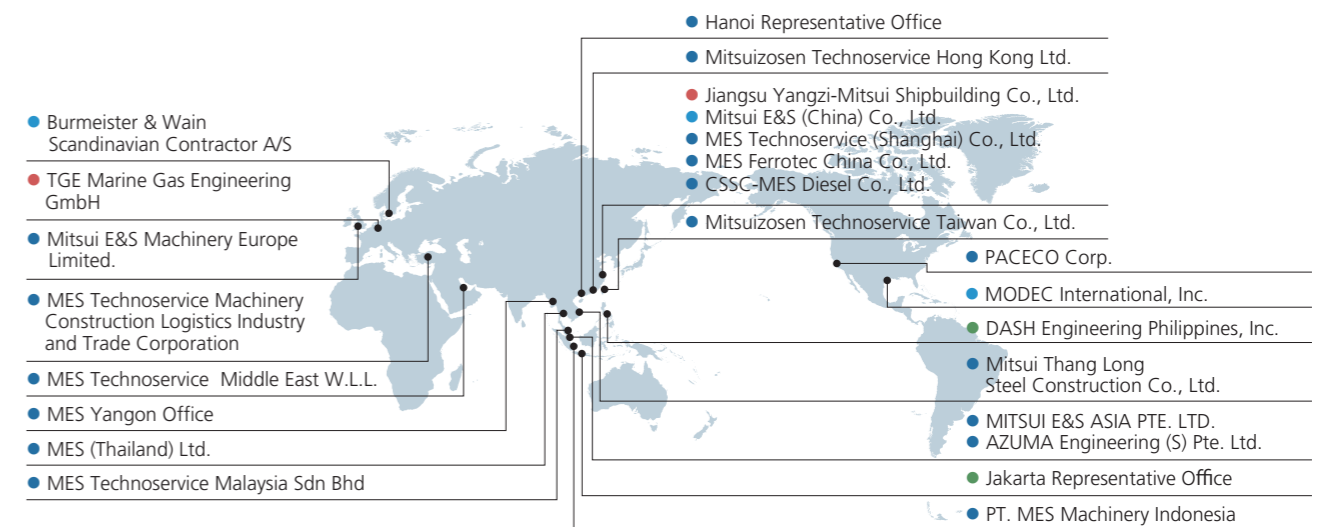 Hanoi Representative Office
Mitsuizosen Technoservice Hong Kong Ltd.
Jiangsu Yangzi-Mitsui Shipbuilding Co., Ltd.
Mitsui E&S (China) Co., Ltd.
MES Technoservice (Shanghai) Co., Ltd.
MES Ferrotec China Co., Ltd.
CSSC-MES Diesel Co., Ltd.
Mitsuizosen Technoservice Taiwan Co., Ltd.
Burmeister & Wain
Scandinavian Contractor A/S
TGE Marine Gas Engineering
GmbH
Mitsui E&S Machinery Europe
Limited.
MES Technoservice Machinery
Construction Logistics Industry
and Trade Corporation
MES Technoservice Middle East W.L.L.
MES Yangon Office
MES (Thailand) Ltd.
MES Technoservice Malaysia Sdn Bhd
PACECO Corp.
MODEC International, Inc.
DASH Engineering Philippines, Inc.
Mitsui Thang Long
Steel Construction Co., Ltd.
MITSUI E&S ASIA PTE. LTD.
AZUMA Engineering (S) Pte. Ltd.
Jakarta Representative Office
PT. MES Machinery Indonesia